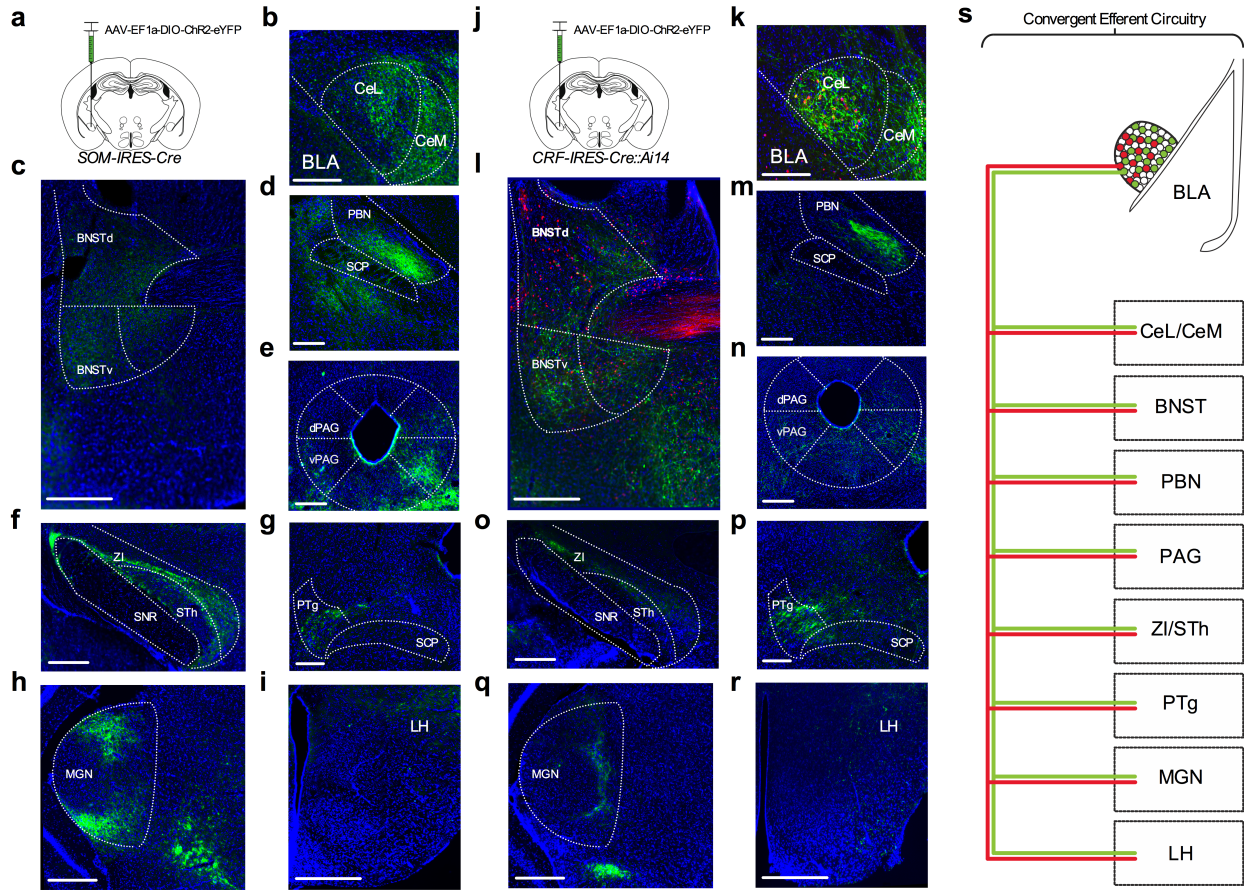 a
AAV-EF1a-DIO-ChR2-eYFP
SOM-IRES-Cre
b
CeL
CeM
BLA
c
BNSTd
BNSTv
d
PBN
SCP
e
dPAG
vPAG
f
ZI
STh
SNR
g
PTg
SCP
h
MGN
i
LH
j
AAV-EF1a-DIO-ChR2-eYFP
CRF-IRES-Cre::Ai14
k
CeL
CeM
BLA
l
BNSTd
BNSTv
m
PBN
SCP
n
dPAG
vPAG
o
ZI
STh
SNR
p
PTg
SCP
q
MGN
r
LH
s
Convergent Efferent Circuitry
BLA
CeL/CeM
BNST
PBN
PAG
ZI/STh
PTg
MGN
LH